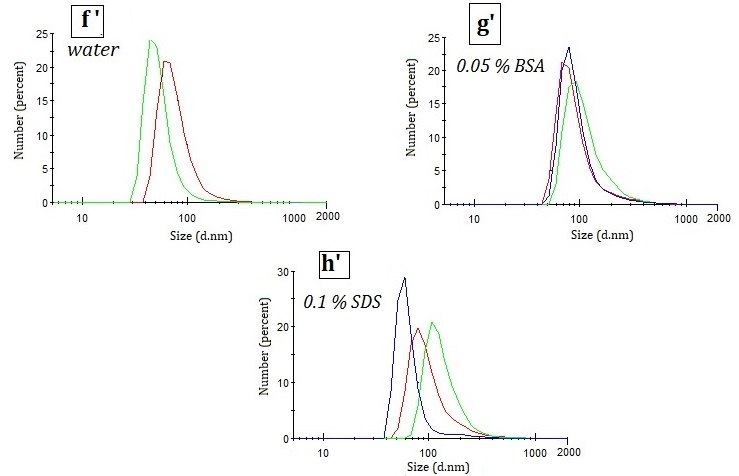 f'
water
25
20
15
10
5
0
Number (percent)
10 100 1000 2000
Size (d.nm)
g'
0.05 % BSA
25
20
15
10
5
0
Number (percent)
10 100 1000 2000
Size (d.nm)
h'
0.1 % SDS
30
20
10
0
Number (percent)
10 100 1000 2000
Size (d.nm)